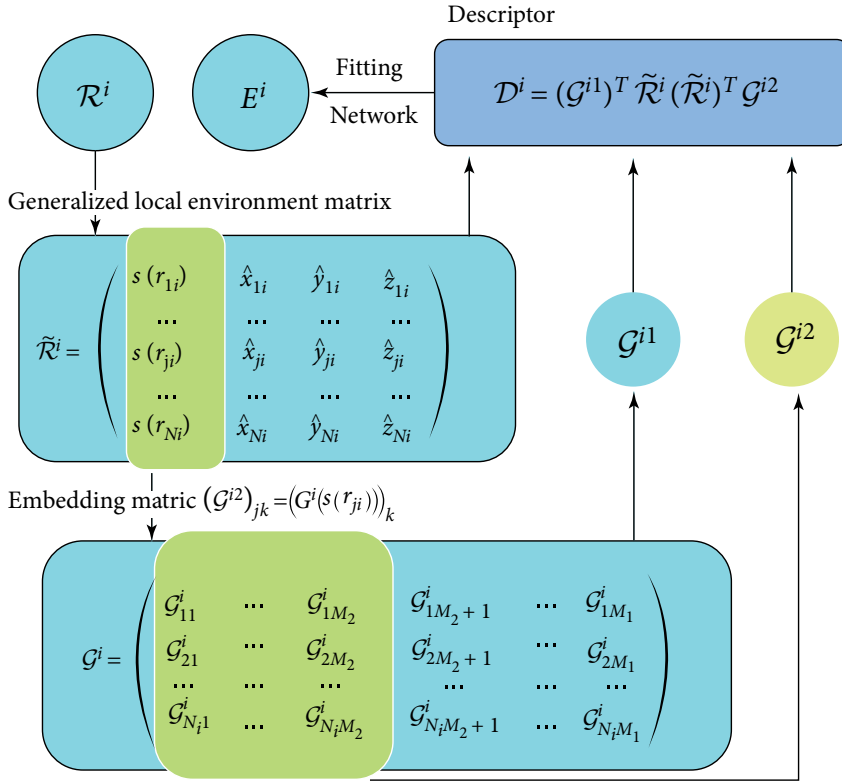 Descriptor
ℛ^i
E^i
Fitting
Network
𝒟^i = (𝒢^{i1})^T ℛ̃^i (ℛ̃^i)^T 𝒢^{i2}
Generalized local environment matrix
s (r_{1i}) x̂_{1i} ŷ_{1i} ẑ_{1i}
... ... ... ...
ℛ̃^i = s (r_{ji}) x̂_{ji} ŷ_{ji} ẑ_{ji}
... ... ... ...
s (r_{Ni}) x̂_{Ni} ŷ_{Ni} ẑ_{Ni}
𝒢^{i1}
𝒢^{i2}
Embedding matric (𝒢^{i2})_{jk} = (G^i(s(r_{ji})))_k
𝒢^i_{11} ... 𝒢^i_{1M_2} 𝒢^i_{1M_2+1} ... 𝒢^i_{1M_1}
𝒢^i = 𝒢^i_{21} ... 𝒢^i_{2M_2} 𝒢^i_{2M_2+1} ... 𝒢^i_{2M_1}
... ... ... ... ... ...
𝒢^i_{N_i1} ... 𝒢^i_{N_iM_2} 𝒢^i_{N_iM_2+1} ... 𝒢^i_{N_iM_1}